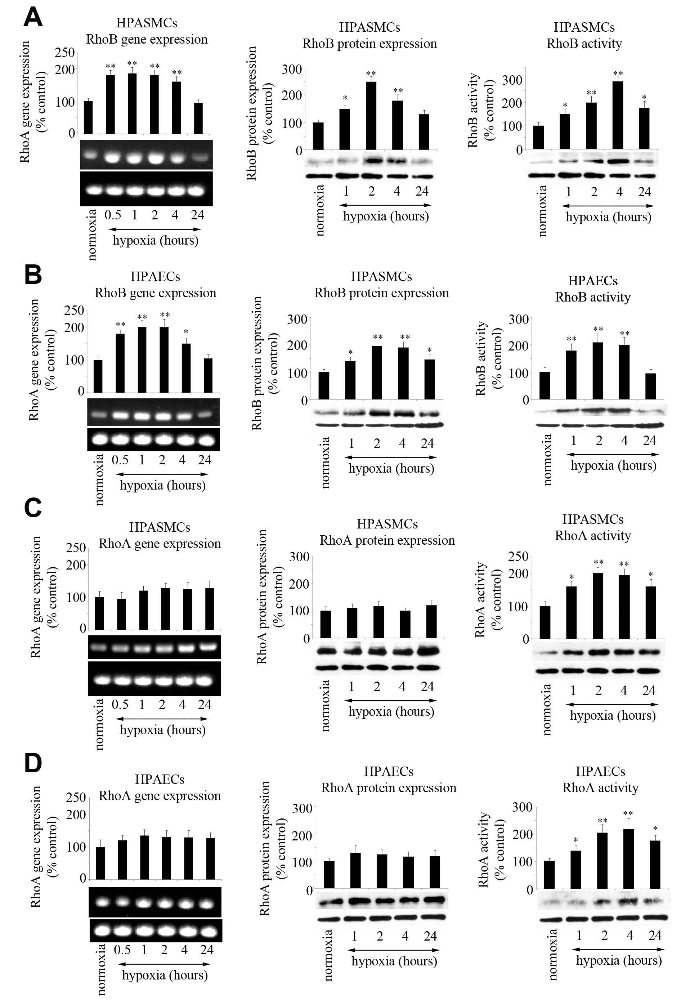 A
HPASMCs
RhoB gene expression
RhoA gene expression
(% control)
250
200
100
0
**
**
**
**
normoxia
0.5 1 2 4 24
hypoxia (hours)
HPASMCs
RhoB protein expression
RhoB protein expression
(% control)
300
200
100
0
*
**
**
normoxia
1 2 4 24
hypoxia (hours)
HPASMCs
RhoB activity
RhoB activity
(% control)
300
200
100
0
*
**
**
*
normoxia
1 2 4 24
hypoxia (hours)
B
HPAECs
RhoB gene expression
RhoA gene expression
(% control)
250
200
100
0
**
**
**
*
normoxia
0.5 1 2 4 24
hypoxia (hours)
HPASMCs
RhoB protein expression
RhoB protein expression
(% control)
300
200
100
0
*
**
**
*
normoxia
1 2 4 24
hypoxia (hours)
HPAECs
RhoB activity
RhoB activity
(% control)
300
200
100
0
**
**
**
normoxia
1 2 4 24
hypoxia (hours)
C
HPASMCs
RhoA gene expression
RhoA gene expression
(% control)
250
200
100
0
normoxia
0.5 1 2 4 24
hypoxia (hours)
HPASMCs
RhoA protein expression
RhoA protein expression
(% control)
300
200
100
0
normoxia
1 2 4 24
hypoxia (hours)
HPASMCs
RhoA activity
RhoA activity
(% control)
250
200
100
0
*
**
**
*
normoxia
1 2 4 24
hypoxia (hours)
D
HPAECs
RhoA gene expression
RhoA gene expression
(% control)
250
200
100
0
normoxia
0.5 1 2 4 24
hypoxia (hours)
HPAECs
RhoA protein expression
RhoA protein expression
(% control)
300
200
100
0
normoxia
1 2 4 24
hypoxia (hours)
HPAECs
RhoA activity
RhoA activity
(% control)
300
200
100
0
*
**
**
*
normoxia
1 2 4 24
hypoxia (hours)